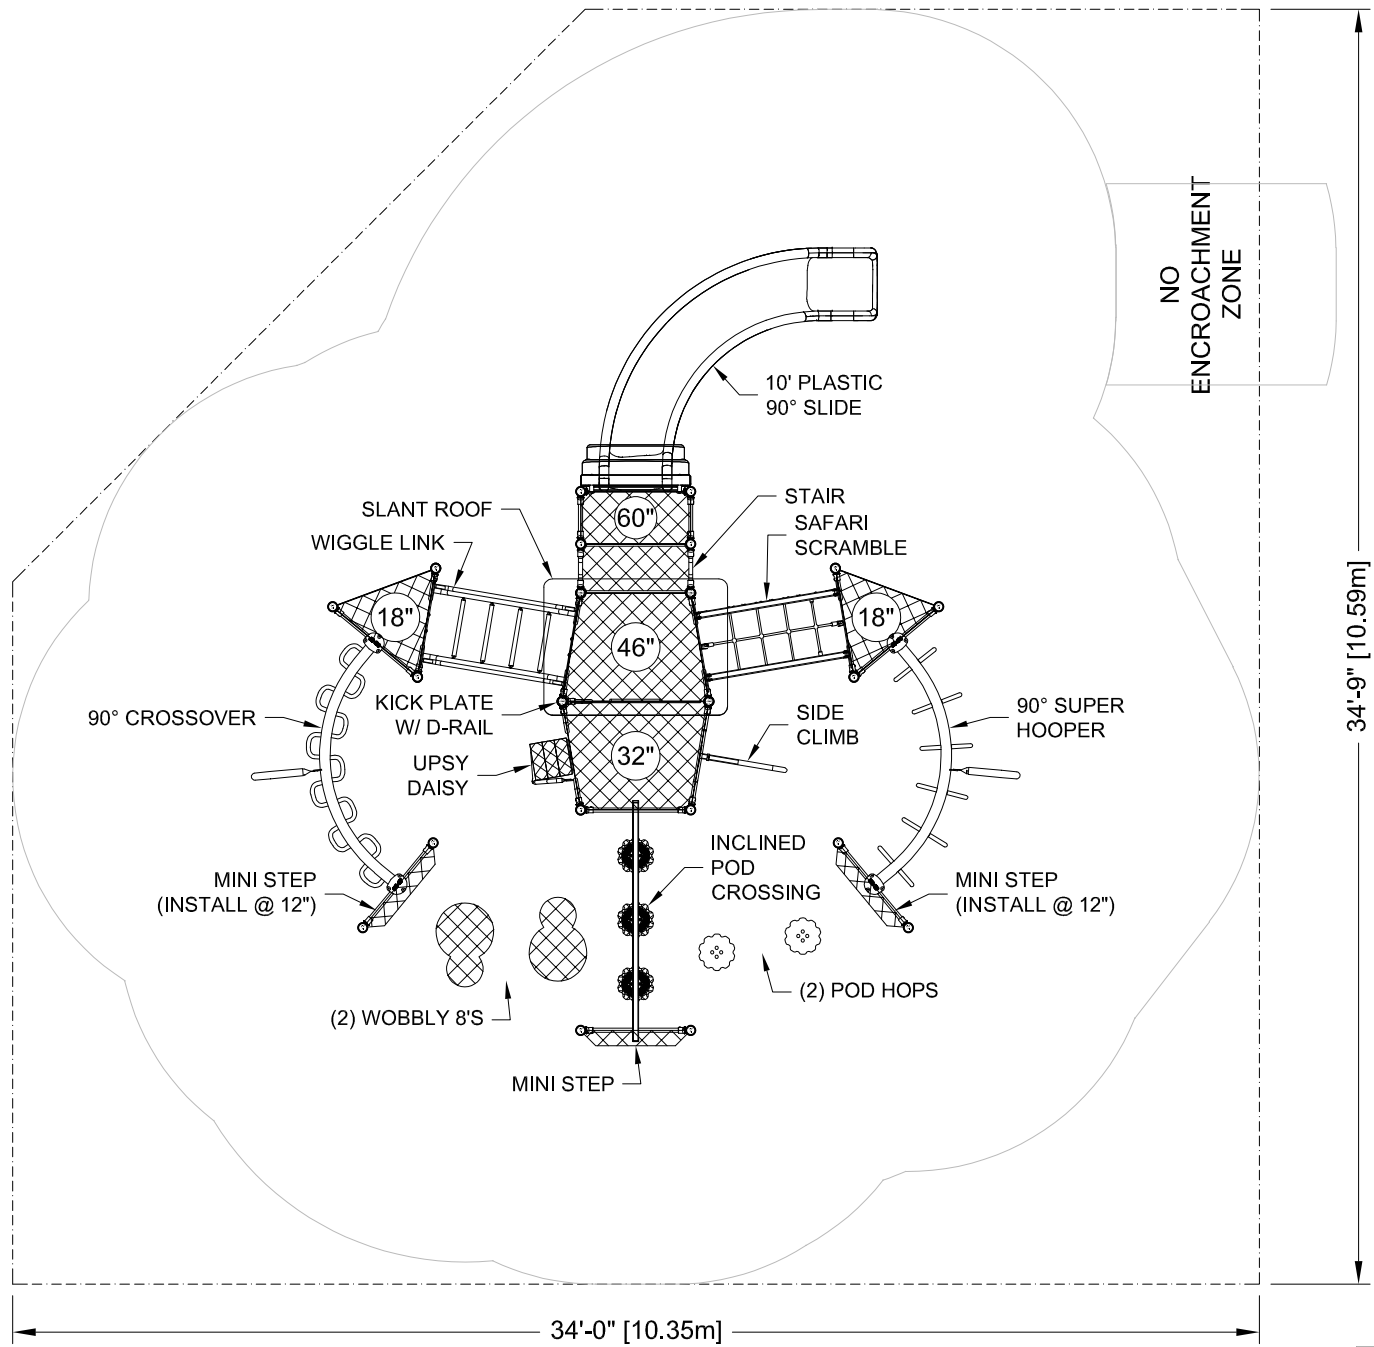 NO
ENCROACHMENT
ZONE
10' PLASTIC
90° SLIDE
SLANT ROOF
WIGGLE LINK
60"
STAIR
SAFARI
SCRAMBLE
18"
46"
18"
34'-9" [10.59m]
90° CROSSOVER
KICK PLATE
W/ D-RAIL
UPSY
DAISY
32"
SIDE
CLIMB
90° SUPER
HOOPER
MINI STEP
(INSTALL @ 12")
INCLINED
POD
CROSSING
MINI STEP
(INSTALL @ 12")
(2) WOBBLY 8'S
(2) POD HOPS
MINI STEP
34'-0" [10.35m]